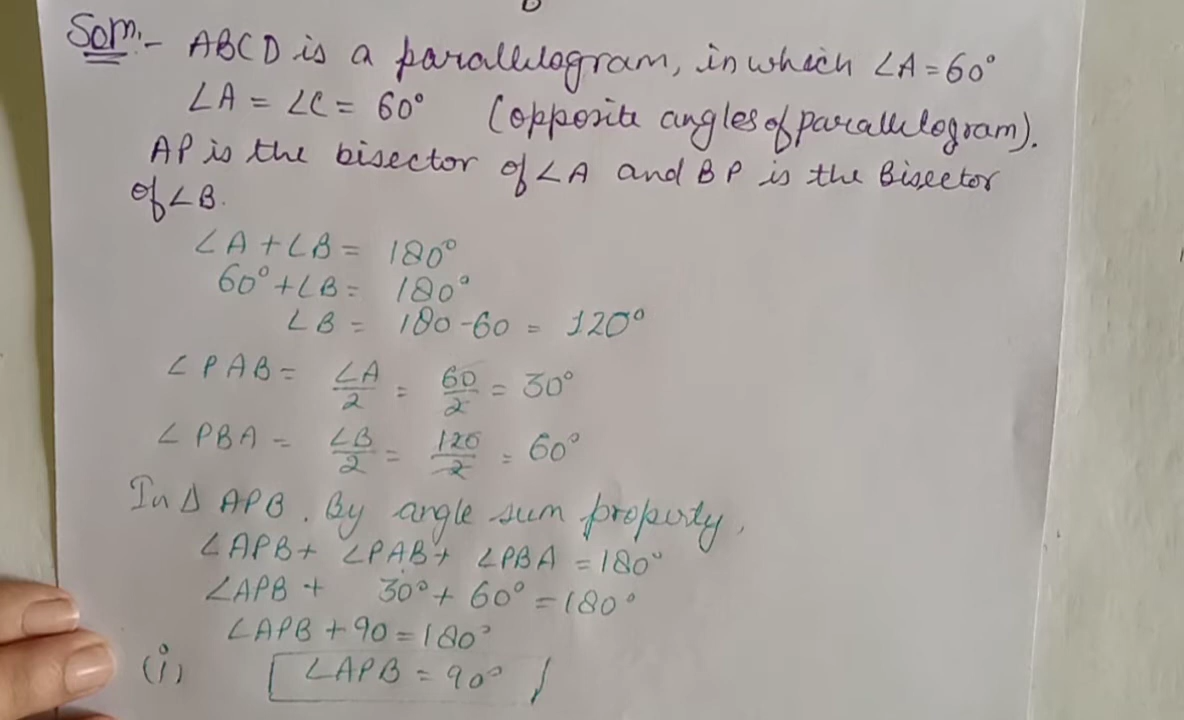 Som:- ABCD is a parallelogram, in which ∠A = 60°
∠A = ∠C = 60° (opposite angles of parallelogram).
AP is the bisector of ∠A and BP is the Bisector
of ∠B.
∠A + ∠B = 180°
60° + ∠B = 180°
∠B = 180 - 60 = 120°
∠PAB = ∠A/2 = 60/2 = 30°
∠PBA = ∠B/2 = 120/2 = 60°
In Δ APB. By angle sum property,
∠APB + ∠PAB + ∠PBA = 180°
∠APB + 30° + 60° = 180°
∠APB + 90 = 180°
(i) ∠APB = 90°